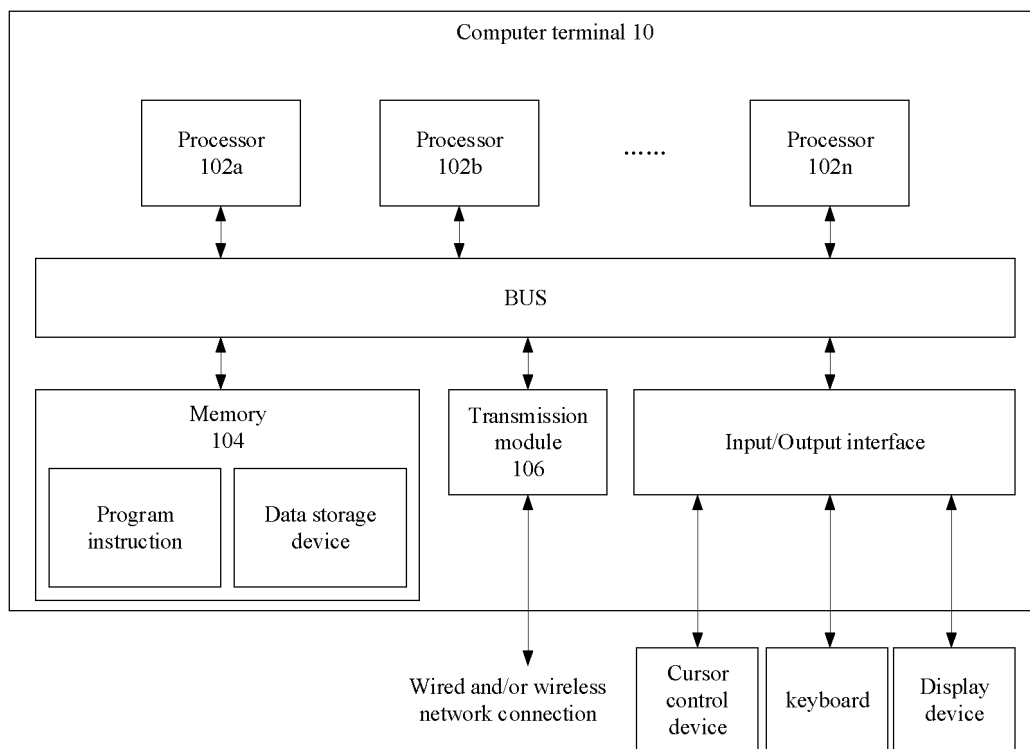 Computer terminal 10
Processor
102a
Processor
102b
......
Processor
102n
BUS
Memory
104
Program
instruction
Data storage
device
Transmission
module
106
Input/Output interface
Wired and/or wireless
network connection
Cursor
control
device
keyboard
Display
device